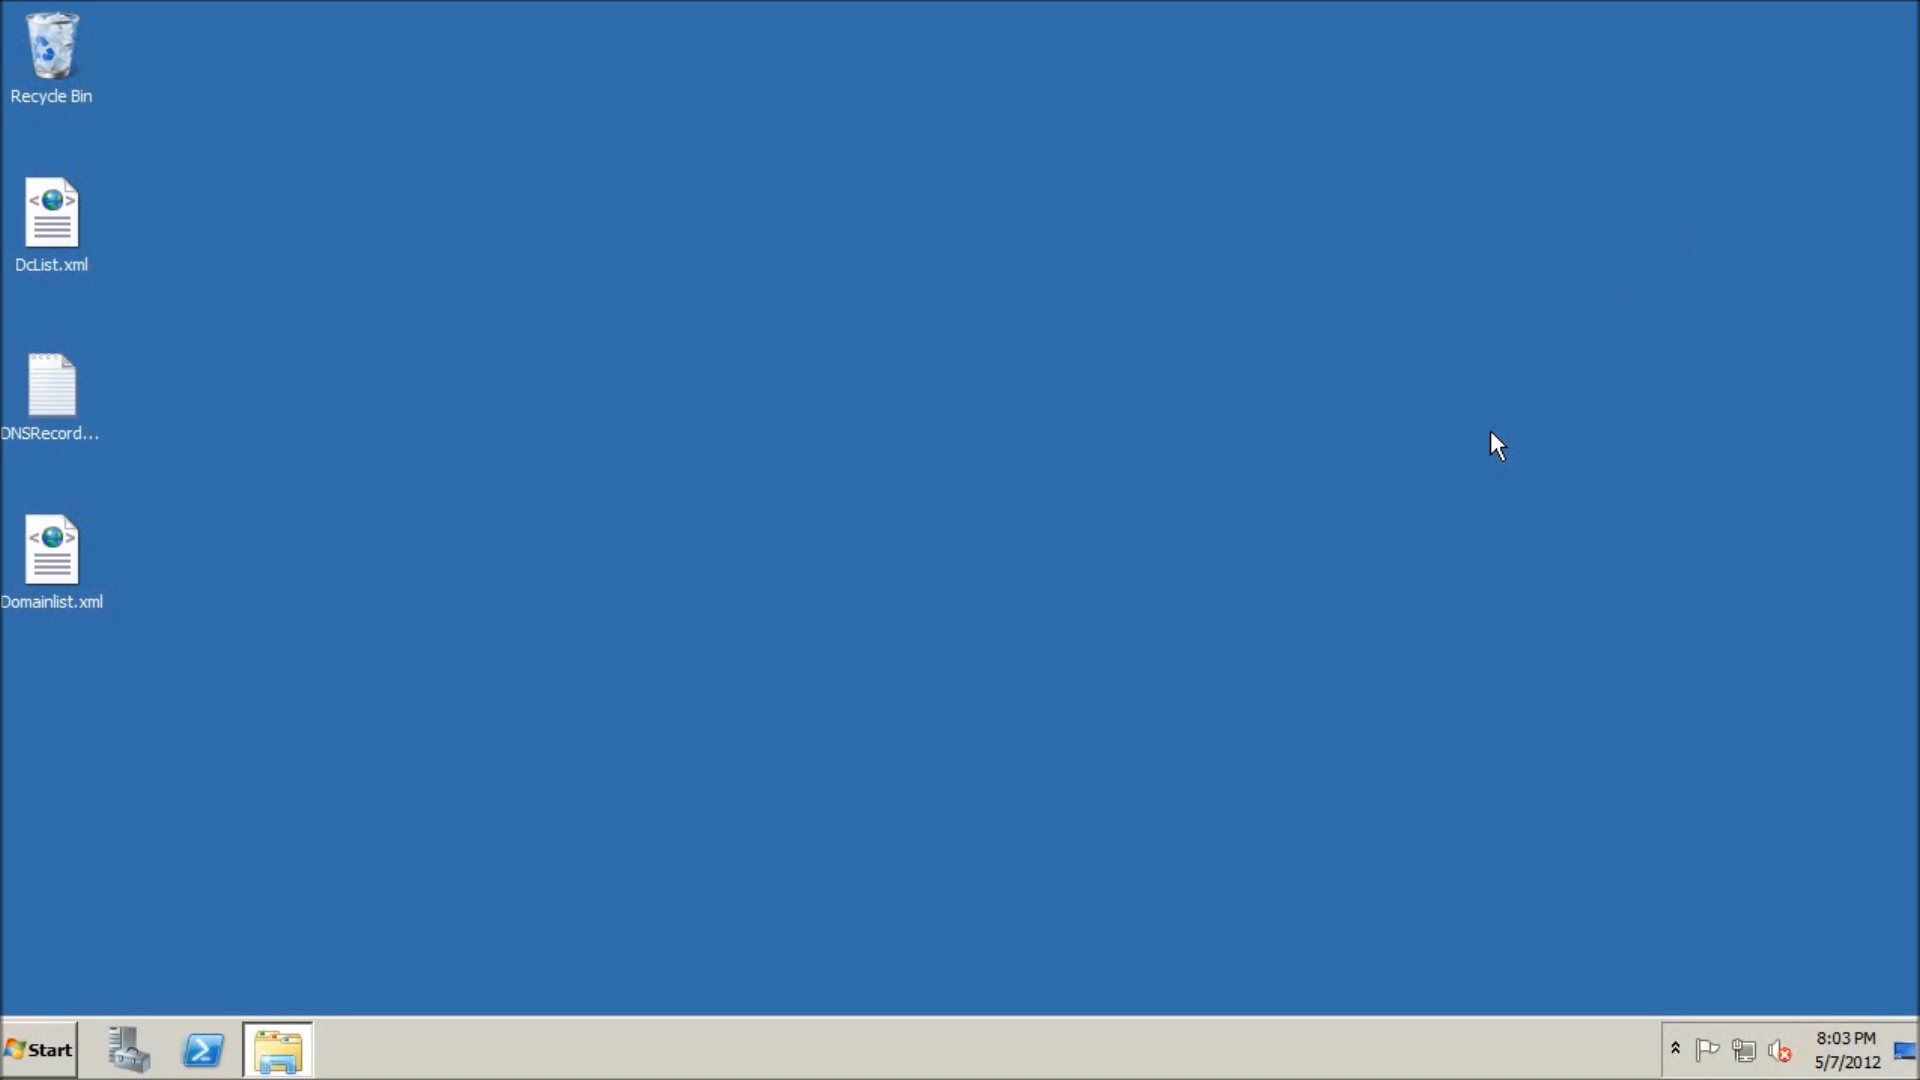 Recycle Bin
DcList.xml
DNSRecord...
Domainlist.xml
Start
8:03 PM
5/7/2012